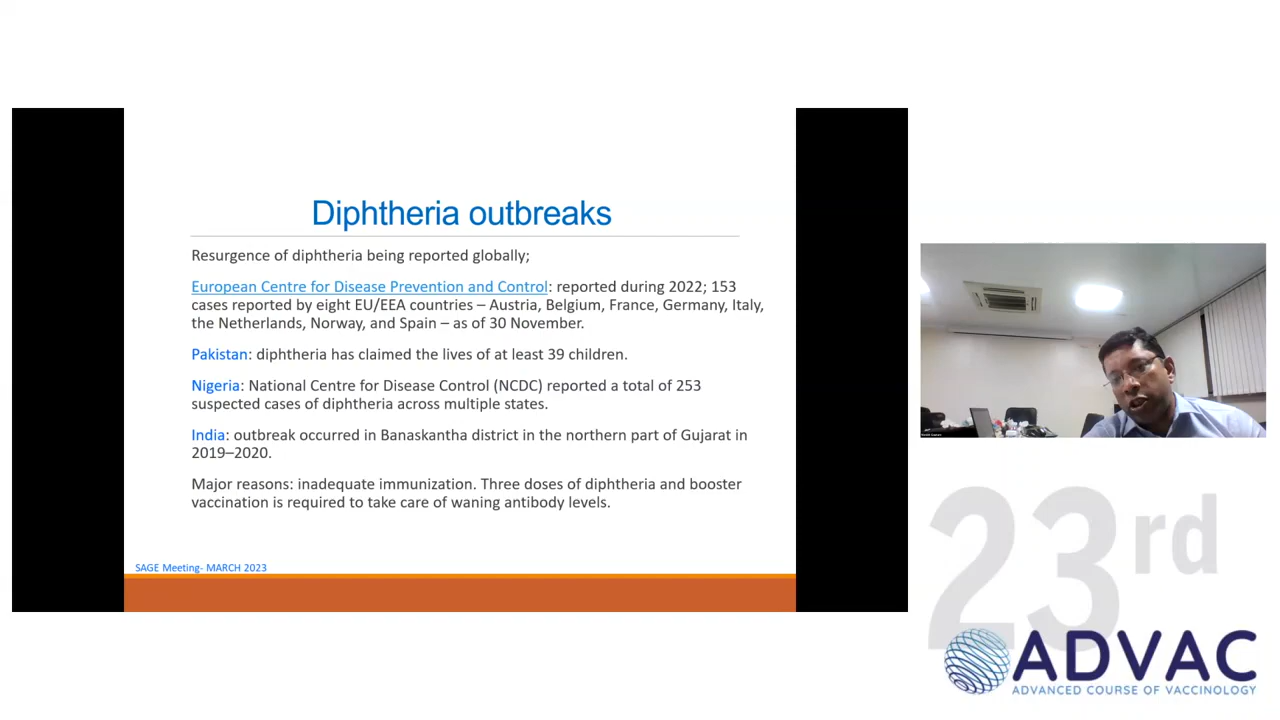 Diphtheria outbreaks
Resurgence of diphtheria being reported globally;
European Centre for Disease Prevention and Control: reported during 2022; 153
cases reported by eight EU/EEA countries – Austria, Belgium, France, Germany, Italy,
the Netherlands, Norway, and Spain – as of 30 November.
Pakistan: diphtheria has claimed the lives of at least 39 children.
Nigeria: National Centre for Disease Control (NCDC) reported a total of 253
suspected cases of diphtheria across multiple states.
India: outbreak occurred in Banaskantha district in the northern part of Gujarat in
2019–2020.
Major reasons: inadequate immunization. Three doses of diphtheria and booster
vaccination is required to take care of waning antibody levels.
SAGE Meeting- MARCH 2023
23rd
ADVAC
ADVANCED COURSE OF VACCINOLOGY